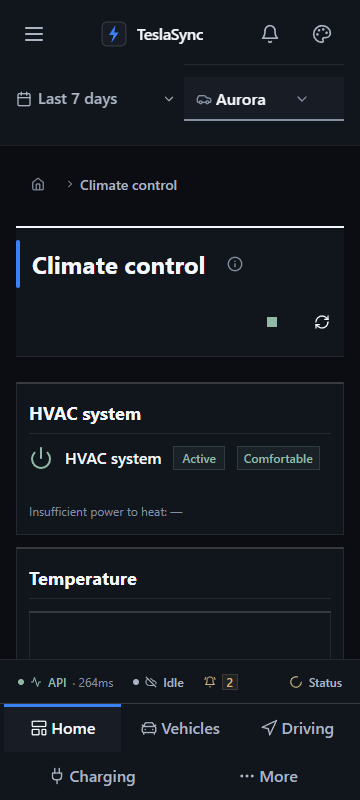 TeslaSync
Last 7 days
Aurora
Climate control
Climate control
HVAC system
HVAC system Active Comfortable
Insufficient power to heat: —
Temperature
API · 264ms Idle 2 Status
Home Vehicles Driving
Charging More